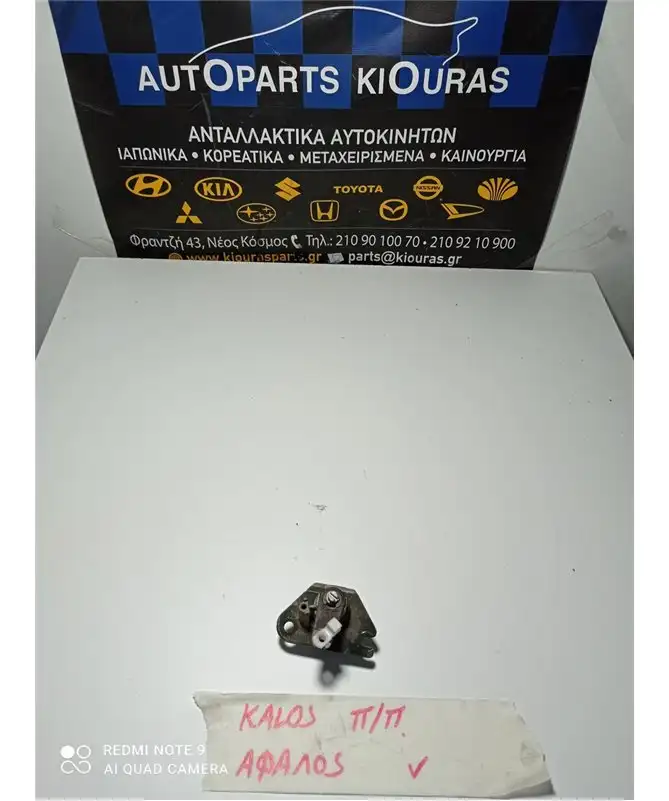 AUTOPARTS KIOURAS
ΑΝΤΑΛΛΑΚΤΙΚΑ ΑΥΤΟΚΙΝΗΤΩΝ
ΙΑΠΩΝΙΚΑ • ΚΟΡΕΑΤΙΚΑ • ΜΕΤΑΧΕΙΡΙΣΜΕΝΑ • ΚΑΙΝΟΥΡΓΙΑ
KIA TOYOTA NISSAN
Φραντζή 43, Νέος Κόσμος Τηλ.: 210 90 100 70 • 210 92 10 900
www.kiourasparts.gr parts@kiouras.gr
KALOS Π/Π
ΑΦΑΛΟΣ
REDMI NOTE 9
AI QUAD CAMERA